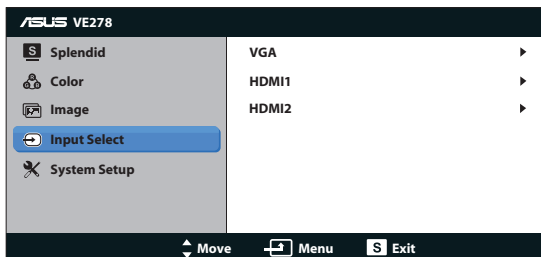 ASUS VE278
S Splendid
Color
Image
Input Select
System Setup
VGA
HDMI1
HDMI2
Move Menu S Exit